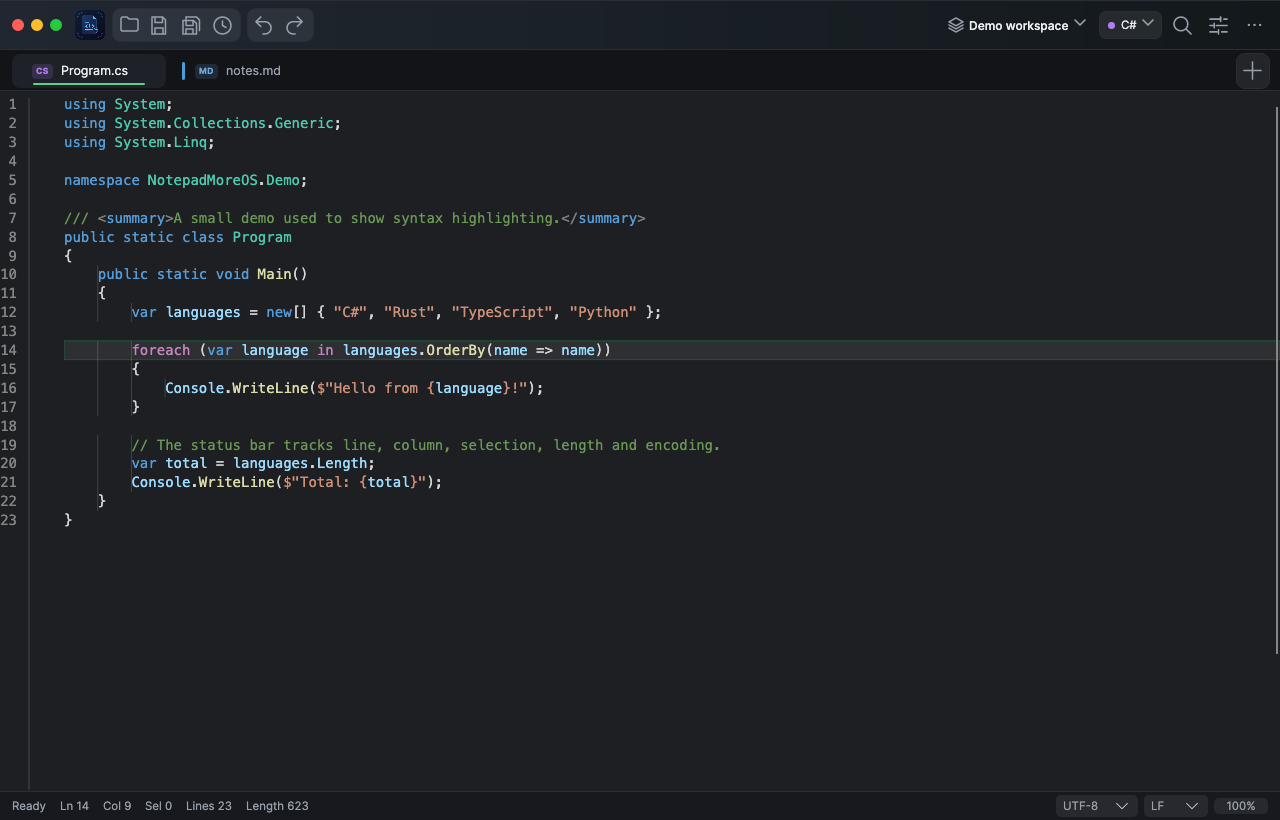 Demo workspace
C#
CS Program.cs
MD notes.md
1 using System;
2 using System.Collections.Generic;
3 using System.Linq;
4
5 namespace NotepadMoreOS.Demo;
6
7 /// <summary>A small demo used to show syntax highlighting.</summary>
8 public static class Program
9 {
10     public static void Main()
11     {
12         var languages = new[] { "C#", "Rust", "TypeScript", "Python" };
13
14         foreach (var language in languages.OrderBy(name => name))
15         {
16             Console.WriteLine($"Hello from {language}!");
17         }
18
19         // The status bar tracks line, column, selection, length and encoding.
20         var total = languages.Length;
21         Console.WriteLine($"Total: {total}");
22     }
23 }
Ready Ln 14 Col 9 Sel 0 Lines 23 Length 623 UTF-8 LF 100%